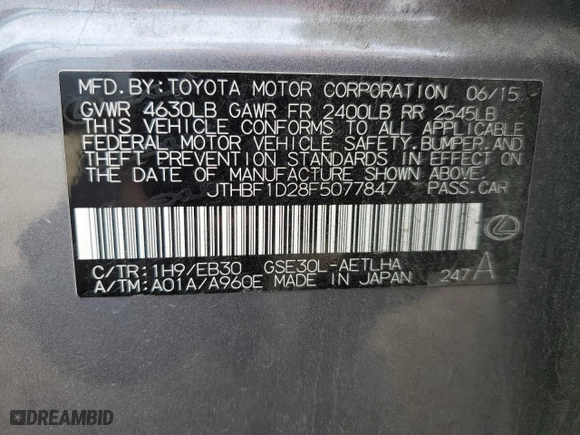 MFD.BY:TOYOTA MOTOR CORPORATION 06/15
GVWR 4630LB GAWR FR 2400LB RR 2545LB
THIS VEHICLE CONFORMS TO ALL APPLICABLE
FEDERAL MOTOR VEHICLE SAFETY,BUMPER,AND
THEFT PREVENTION STANDARDS IN EFFECT ON
THE DATE OF MANUFACTURE SHOWN ABOVE.
JTHBF1D28F5077847 PASS.CAR
C/TR:1H9/EB30 GSE30L-AETLHA
A/TM:A01A/A960E MADE IN JAPAN 247A
DREAMBID